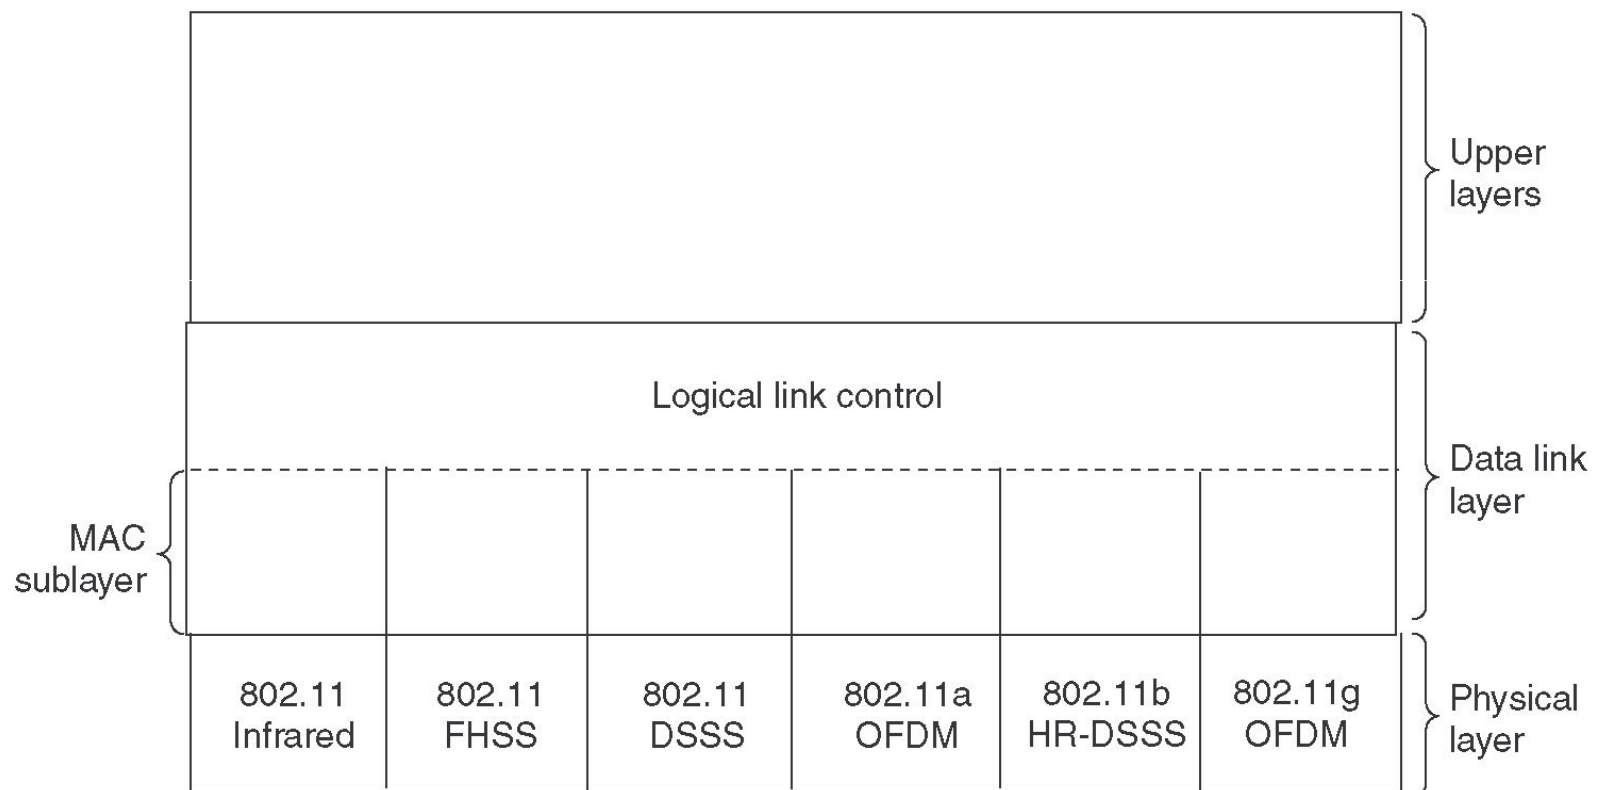 Upper
layers
Logical link control
Data link
layer
MAC
sublayer
802.11
Infrared
802.11
FHSS
802.11
DSSS
802.11a
OFDM
802.11b
HR-DSSS
802.11g
OFDM
Physical
layer